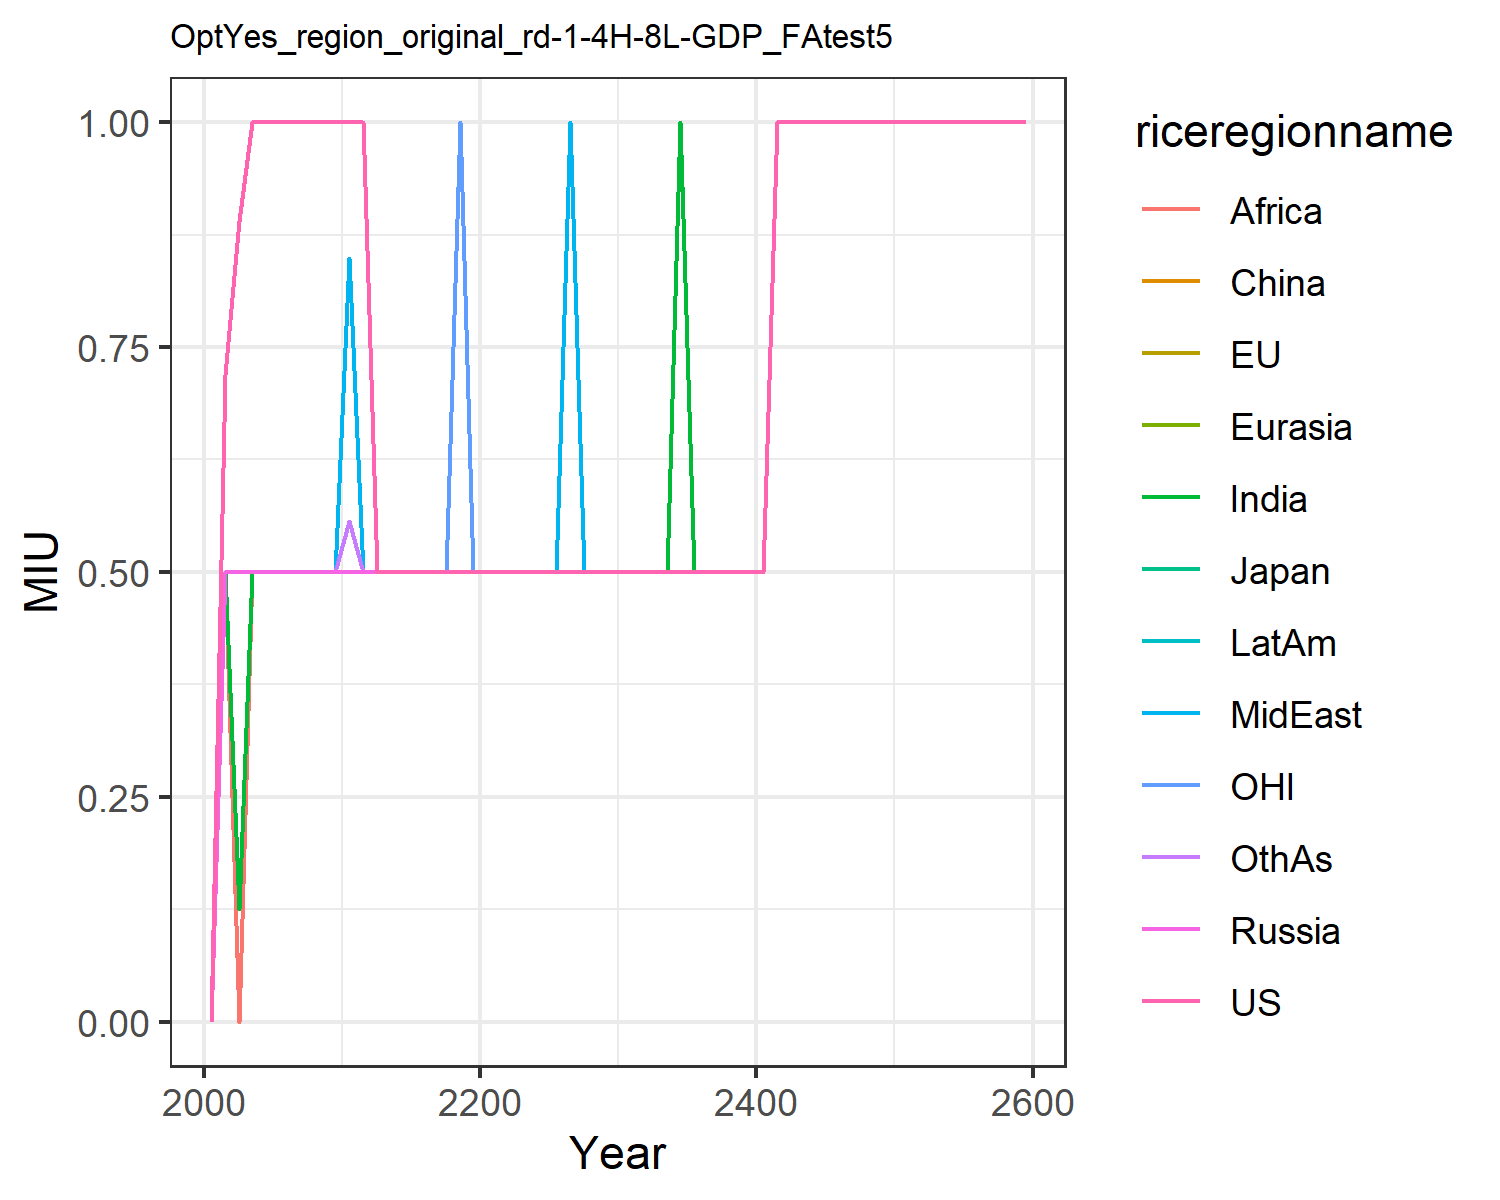 OptYes_region_original_rd-1-4H-8L-GDP_FAtest5
1.00
0.75
0.50
0.25
0.00
MIU
2000
2200
2400
2600
Year
riceregionname
Africa
China
EU
Eurasia
India
Japan
LatAm
MidEast
OHI
OthAs
Russia
US